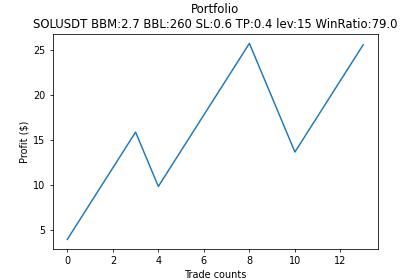 Portfolio
SOLUSDT BBM:2.7 BBL:260 SL:0.6 TP:0.4 lev:15 WinRatio:79.0
Profit ($)
25
20
15
10
5
0 2 4 6 8 10 12
Trade counts